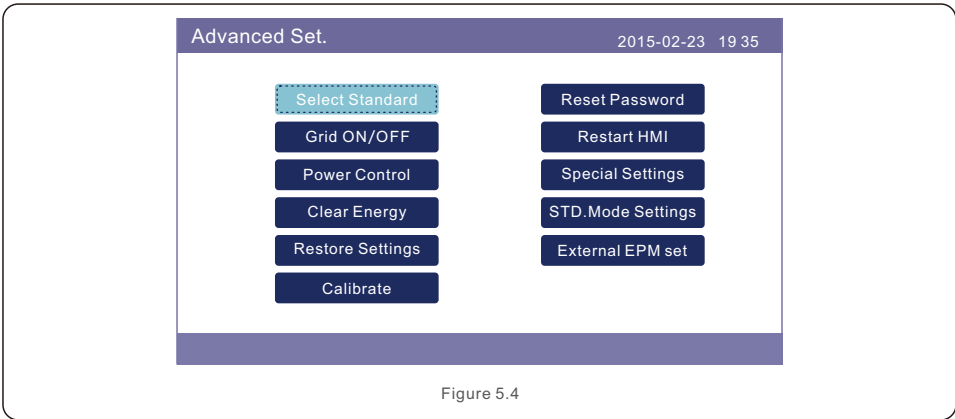 Advanced Set.
2015-02-23 19 35
Select Standard
Grid ON/OFF
Power Control
Clear Energy
Restore Settings
Calibrate
Reset Password
Restart HMI
Special Settings
STD.Mode Settings
External EPM set
Figure 5.4